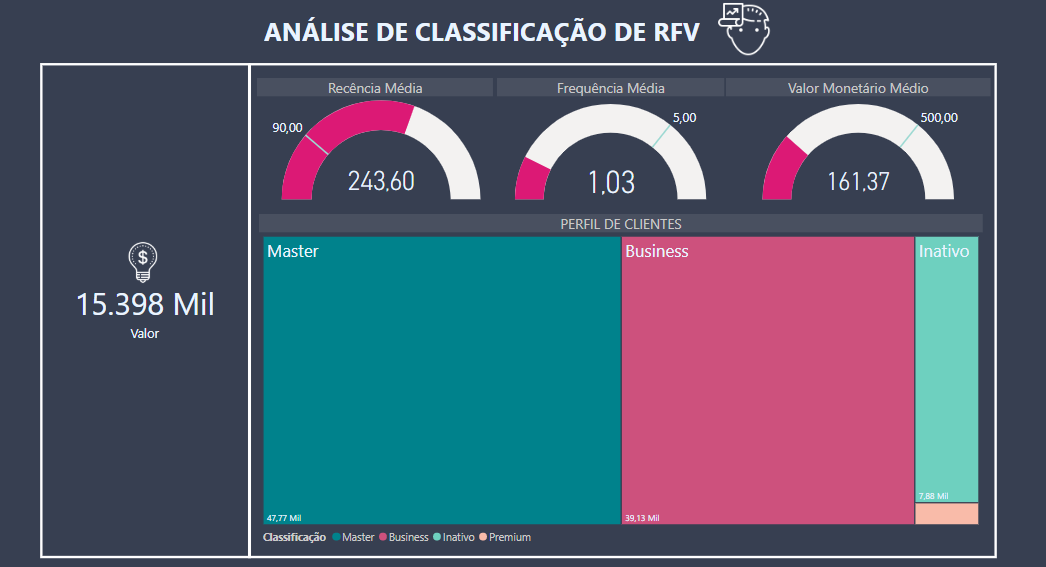 ANÁLISE DE CLASSIFICAÇÃO DE RFV
$
15.398 Mil
Valor
Recência Média
90,00
243,60
Frequência Média
5,00
1,03
Valor Monetário Médio
500,00
161,37
PERFIL DE CLIENTES
Master
47,77 Mil
Business
39,13 Mil
Inativo
7,88 Mil
Classificação Master Business Inativo Premium